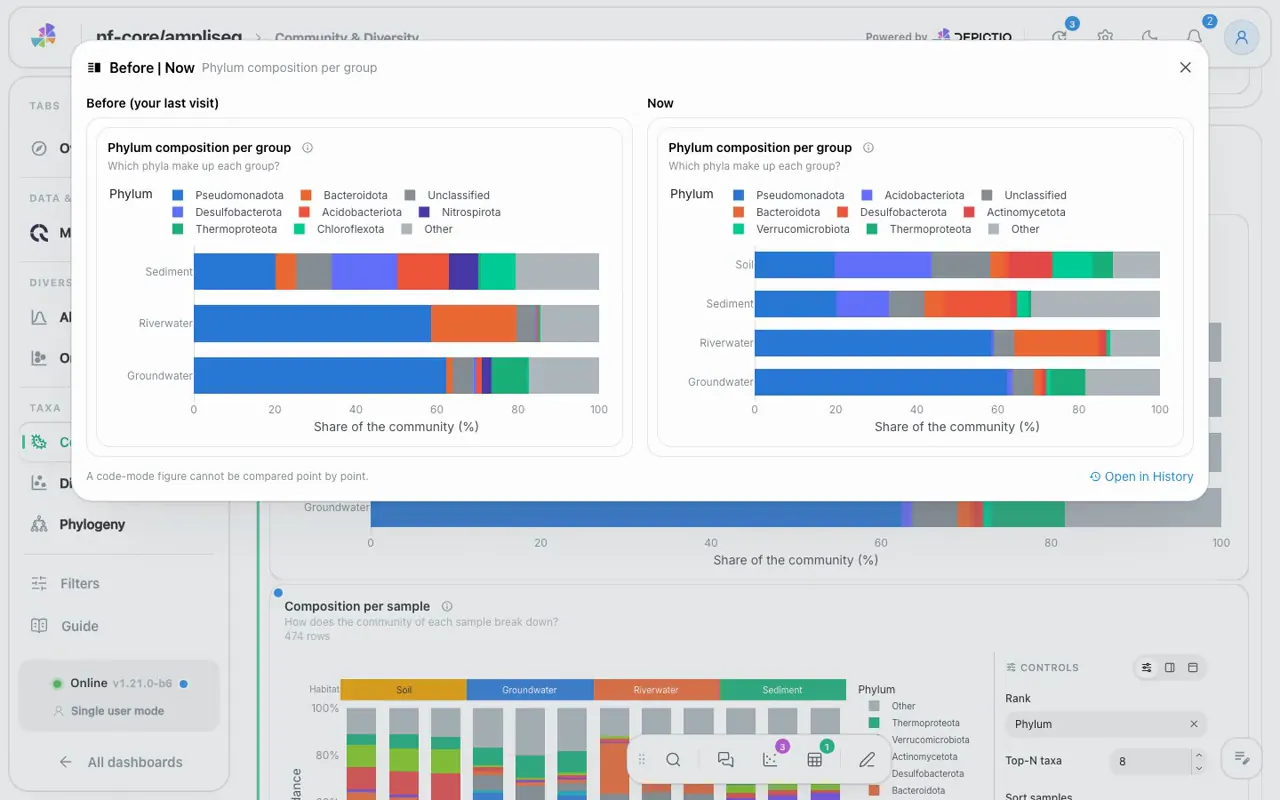 nf-core/ampliseq > Community & Diversity
Powered by DEPICTIO
3
2
Before | Now Phylum composition per group
Before (your last visit)
Phylum composition per group
Which phyla make up each group?
Phylum
Pseudomonadota Bacteroidota Unclassified
Desulfobacterota Acidobacteriota Nitrospirota
Thermoproteota Chloroflexota Other
Sediment
Riverwater
Groundwater
0 20 40 60 80 100
Share of the community (%)
Now
Phylum composition per group
Which phyla make up each group?
Phylum
Pseudomonadota Acidobacteriota Unclassified
Bacteroidota Desulfobacterota Actinomycetota
Verrucomicrobiota Thermoproteota Other
Soil
Sediment
Riverwater
Groundwater
0 20 40 60 80 100
Share of the community (%)
A code-mode figure cannot be compared point by point.
Open in History
TABS
DATA &
DIVERS
TAXA
Phylogeny
Filters
Guide
Online v1.21.0-b6
Single user mode
All dashboards
Groundwater
0 20 40 60 80 100
Share of the community (%)
Composition per sample
How does the community of each sample break down?
474 rows
Habitat Soil Groundwater Riverwater Sediment
100%
80%
Phylum
Other
Thermoproteota
Verrucomicrobiota
Actinomycetota
Desulfobacterota
Bacteroidota
3
1
CONTROLS
Rank
Phylum
Top-N taxa
8